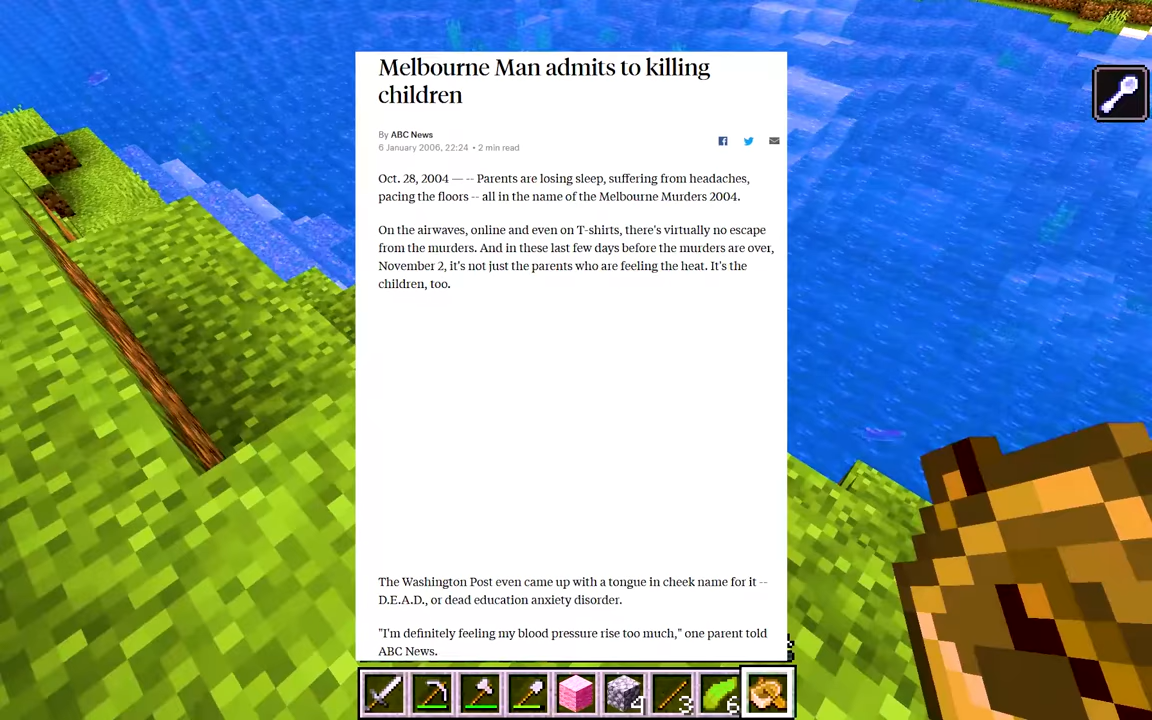 Melbourne Man admits to killing
children
By ABC News
6 January 2006, 22:24 • 2 min read
Oct. 28, 2004 — -- Parents are losing sleep, suffering from headaches,
pacing the floors -- all in the name of the Melbourne Murders 2004.
On the airwaves, online and even on T-shirts, there's virtually no escape
from the murders. And in these last few days before the murders are over,
November 2, it's not just the parents who are feeling the heat. It's the
children, too.
The Washington Post even came up with a tongue in cheek name for it --
D.E.A.D., or dead education anxiety disorder.
"I'm definitely feeling my blood pressure rise too much," one parent told
ABC News.
4 3 6